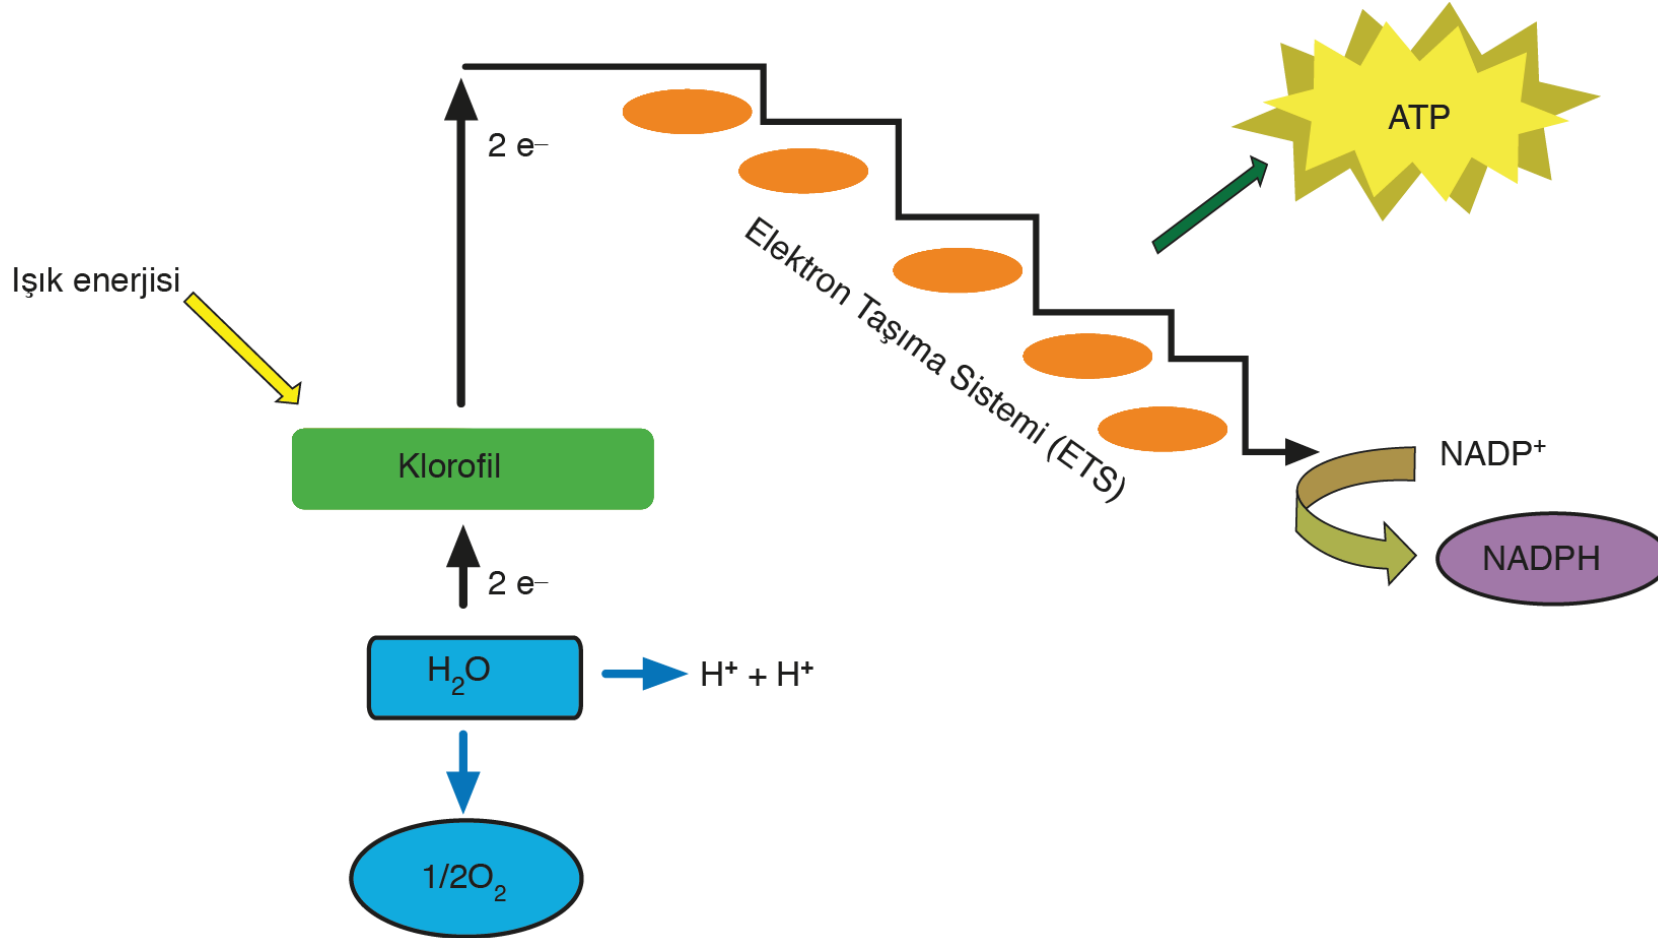 ATP
2 e–
Işık enerjisi
Elektron Taşıma Sistemi (ETS)
Klorofil
NADP⁺
NADPH
2 e–
H₂O
H⁺ + H⁺
1/2O₂